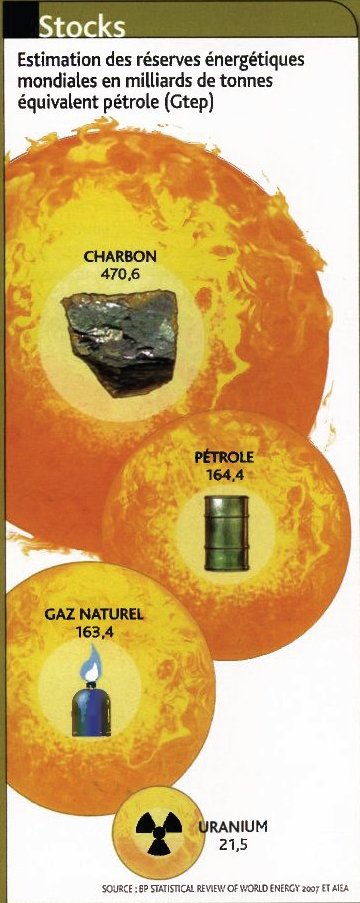 Stocks
Estimation des réserves énergétiques
mondiales en milliards de tonnes
équivalent pétrole (Gtep)
CHARBON
470,6
PÉTROLE
164,4
GAZ NATUREL
163,4
URANIUM
21,5
SOURCE : BP STATISTICAL REVIEW OF WORLD ENERGY 2007 ET AIEA